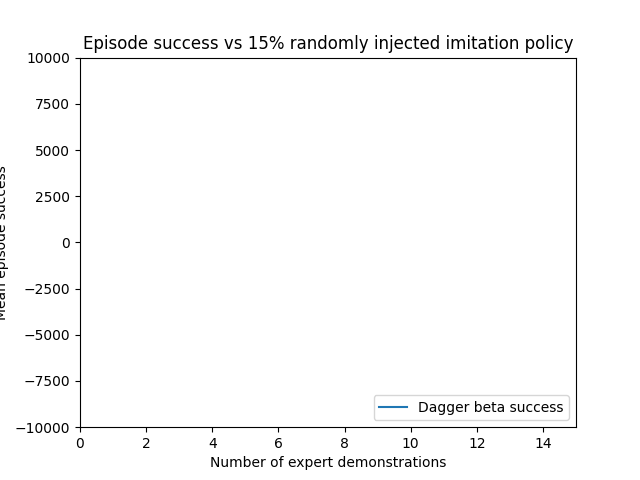 Episode success vs 15% randomly injected imitation policy
10000
7500
5000
2500
0
−2500
−5000
−7500
−10000
Mean episode success
0 2 4 6 8 10 12 14
Number of expert demonstrations
Dagger beta success